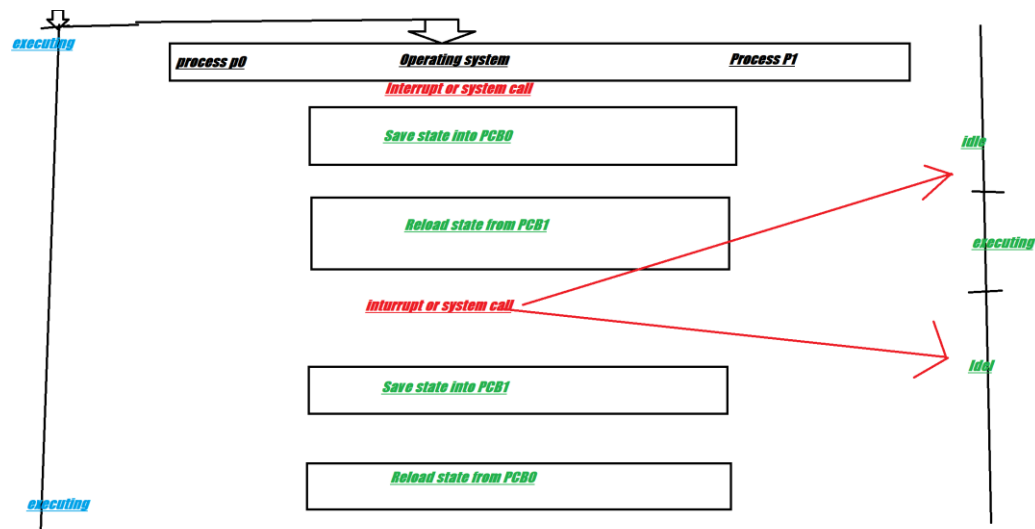 executing
process p0
Operating system
Process P1
Interrupt or system call
Save state into PCB0
idle
Reload state from PCB1
executing
inturrupt or system call
Idel
Save state into PCB1
Reload state from PCB0
executing